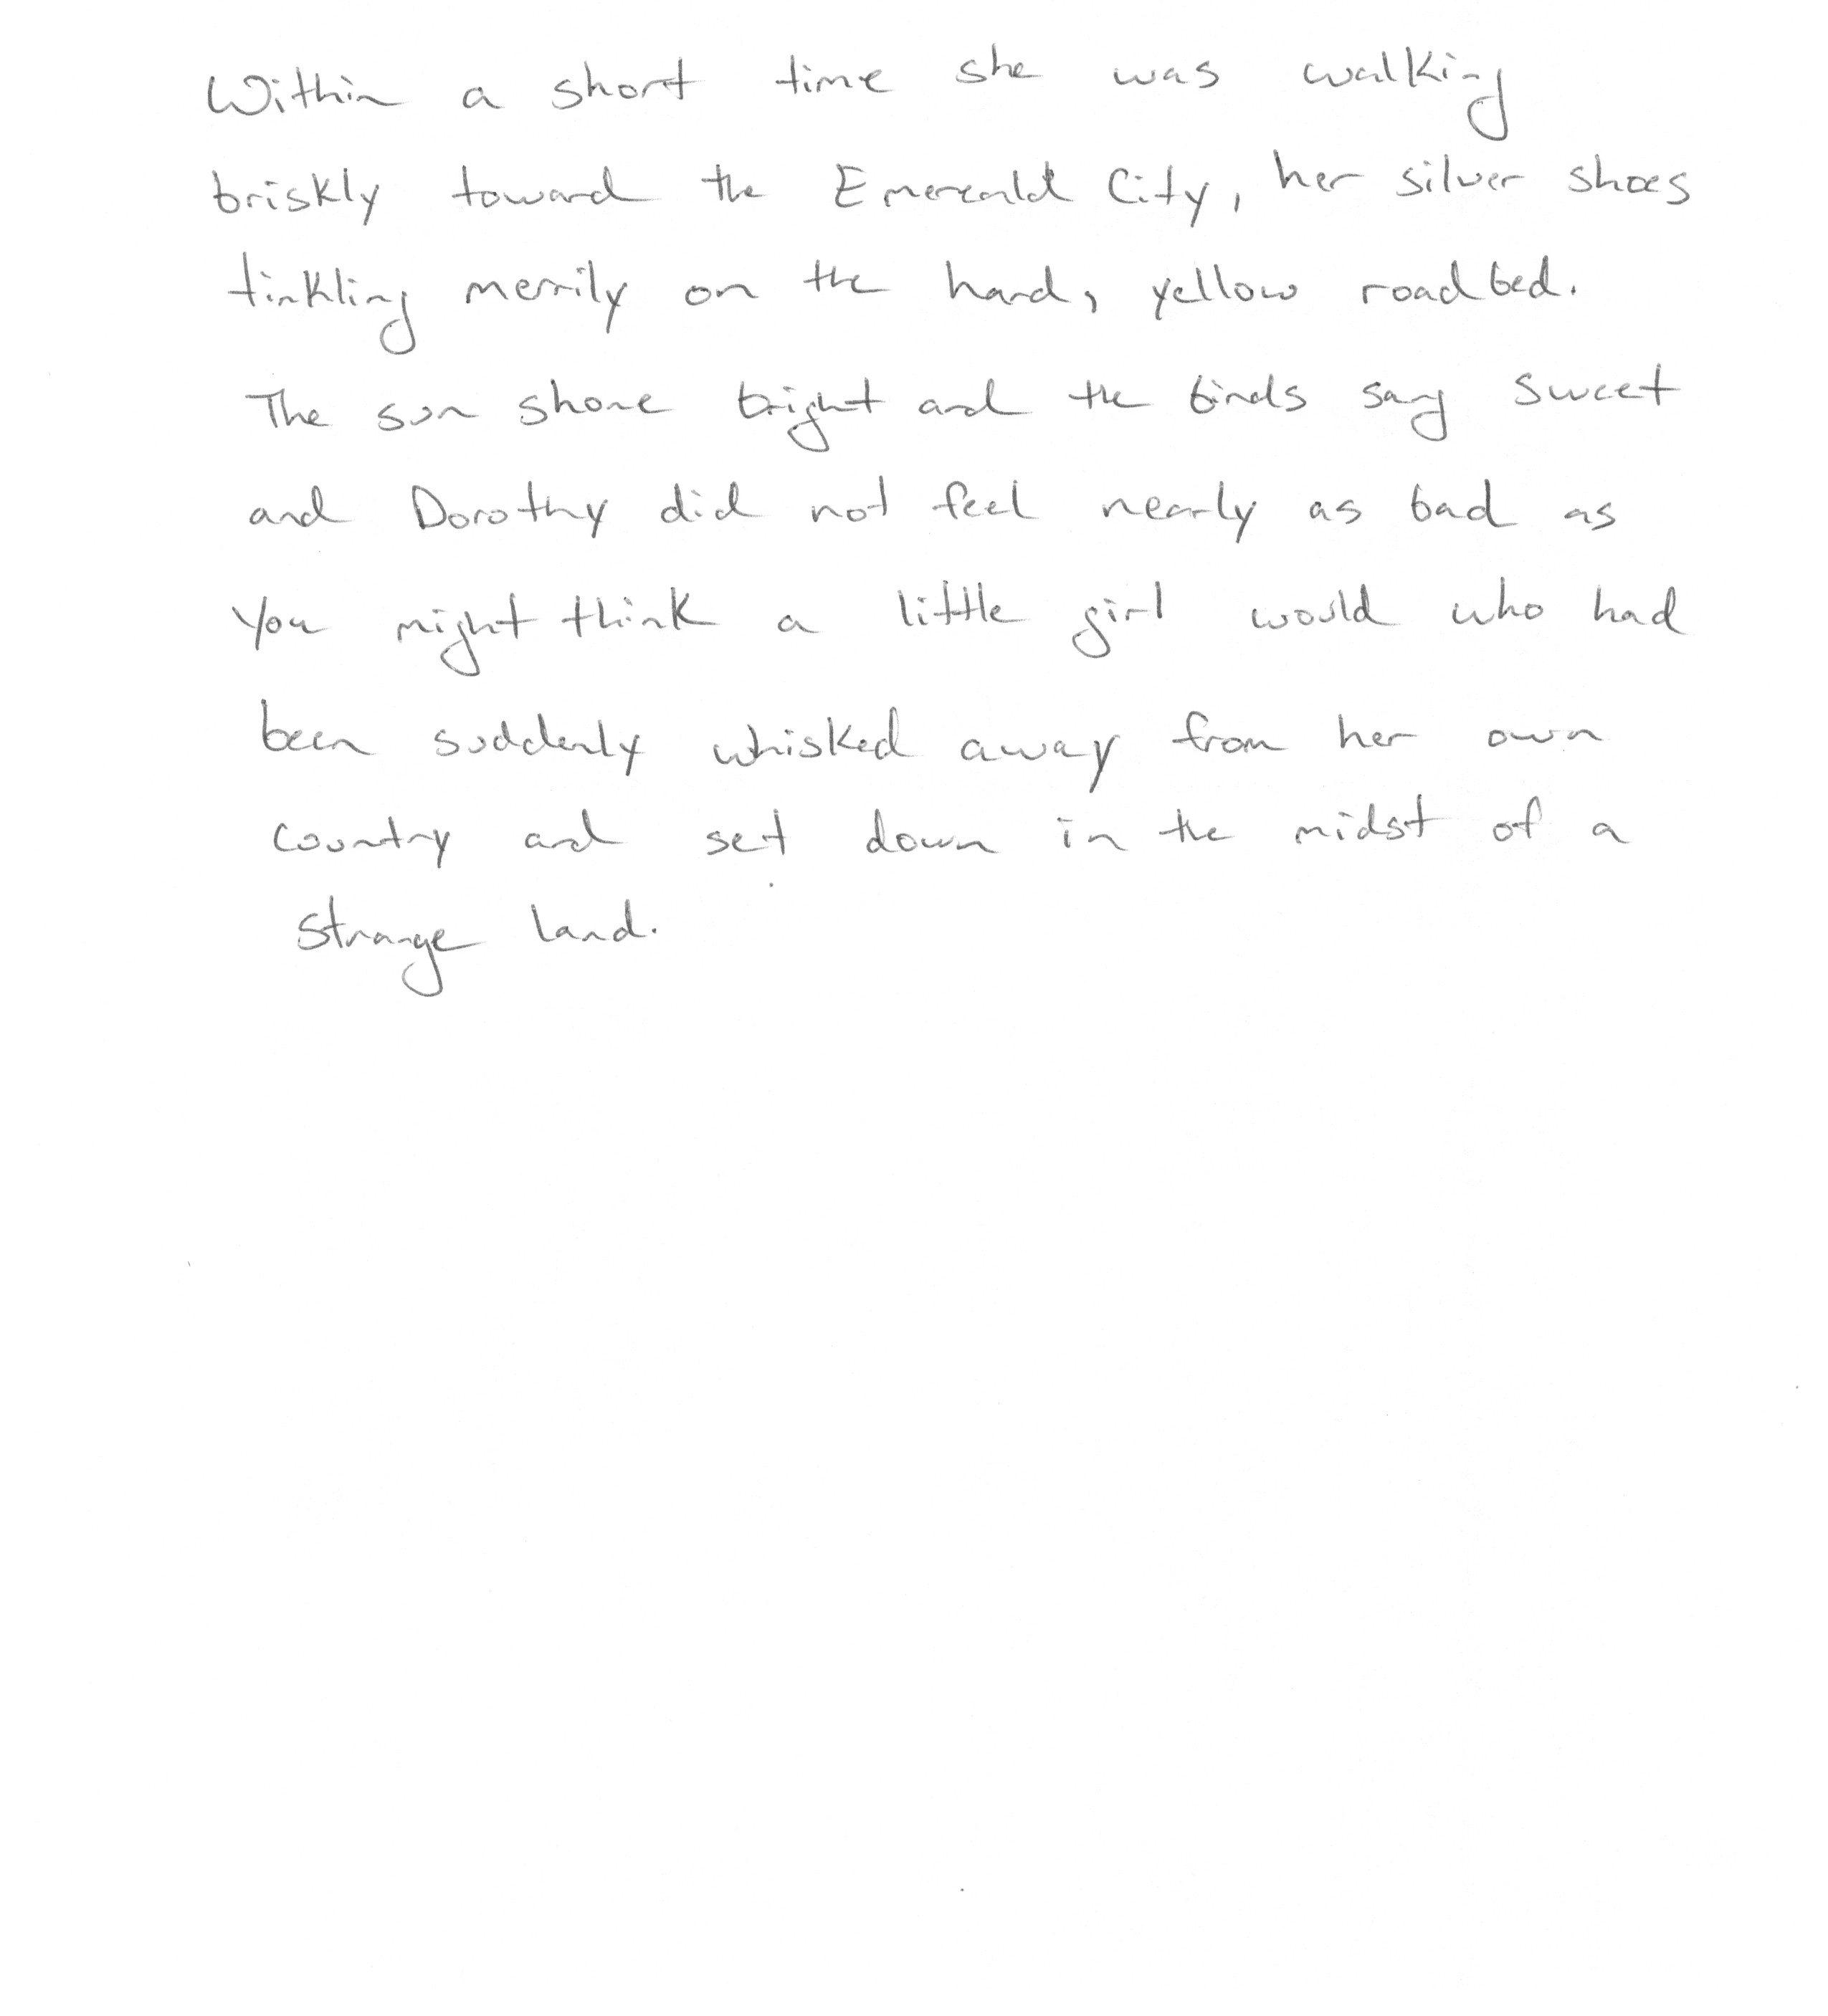 Within a short time she was walking
briskly toward the Emereald City, her silver shoes
tinkling merrily on the hard, yellow roadbed.
The sun shone bright and the birds sang sweet
and Dorothy did not feel nearly as bad as
you might think a little girl would who had
been suddenly whisked away from her own
country and set down in the midst of a
strange land.